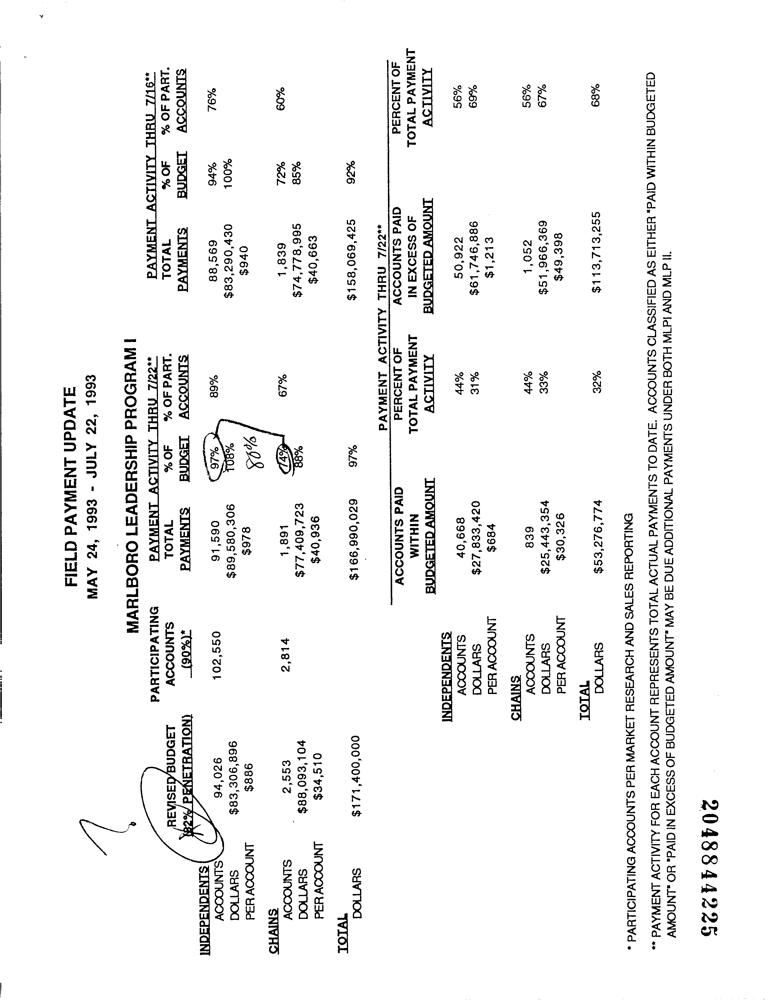 FIELD PAYMENT UPDATE
MAY 24, 1993 - JULY 22, 1993
MARLBORO LEADERSHIP PROGRAM I
PAYMENT ACTIVITY THRU 7/22** PAYMENT ACTIVITY THRU 7/16**
REVISED BUDGET PARTICIPATING ACCOUNTS TOTAL % OF % OF PART. TOTAL % OF % OF PART.
(82% PENETRATION) (90%)* PAYMENTS BUDGET ACCOUNTS PAYMENTS BUDGET ACCOUNTS
INDEPENDENTS
ACCOUNTS 94,026 102,550 91,590 97% 89% 88,569 94% 76%
DOLLARS $83,306,896 $89,580,306 108% $83,290,430 100%
PER ACCOUNT $886 $978 80% $940
CHAINS
ACCOUNTS 2,553 2,814 1,891 74% 67% 1,839 72% 60%
DOLLARS $88,093,104 $77,409,723 88% $74,778,995 85%
PER ACCOUNT $34,510 $40,936 $40,663
TOTAL
DOLLARS $171,400,000 $166,990,029 97% $158,069,425 92%
PAYMENT ACTIVITY THRU 7/22**
ACCOUNTS PAID PERCENT OF ACCOUNTS PAID PERCENT OF
WITHIN TOTAL PAYMENT IN EXCESS OF TOTAL PAYMENT
BUDGETED AMOUNT ACTIVITY BUDGETED AMOUNT ACTIVITY
INDEPENDENTS
ACCOUNTS 40,668 44% 50,922 56%
DOLLARS $27,833,420 31% $61,746,886 69%
PER ACCOUNT $684 $1,213
CHAINS
ACCOUNTS 839 44% 1,052 56%
DOLLARS $25,443,354 33% $51,966,369 67%
PER ACCOUNT $30,326 $49,398
TOTAL
DOLLARS $53,276,774 32% $113,713,255 68%
* PARTICIPATING ACCOUNTS PER MARKET RESEARCH AND SALES REPORTING
** PAYMENT ACTIVITY FOR EACH ACCOUNT REPRESENTS TOTAL ACTUAL PAYMENTS TO DATE. ACCOUNTS CLASSIFIED AS EITHER "PAID WITHIN BUDGETED
AMOUNT" OR "PAID IN EXCESS OF BUDGETED AMOUNT" MAY BE DUE ADDITIONAL PAYMENTS UNDER BOTH MLPI AND MLP II.
2048844225